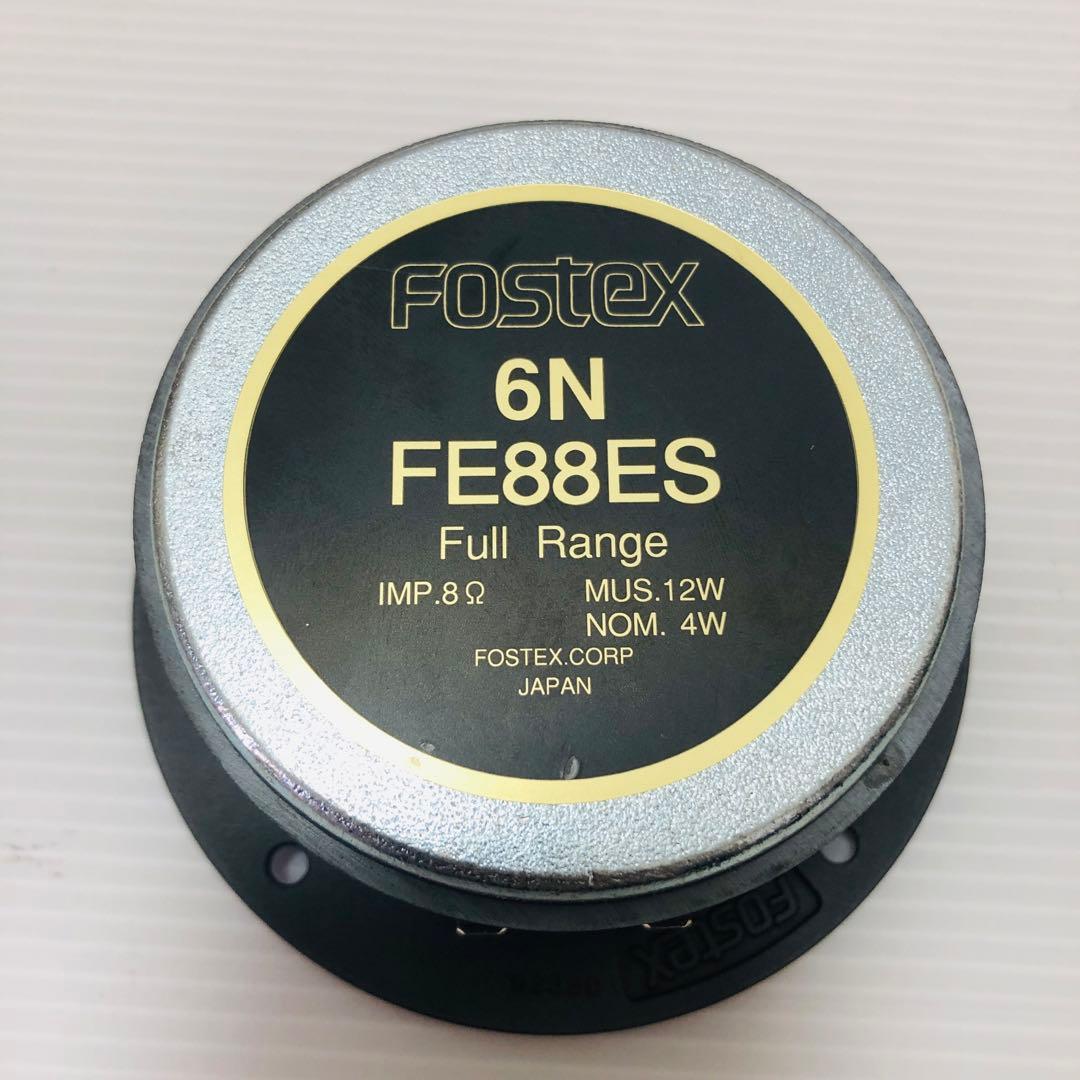 FOSTEX
6N
FE88ES
Full Range
IMP.8Ω MUS.12W
NOM. 4W
FOSTEX.CORP
JAPAN
FOSTEX